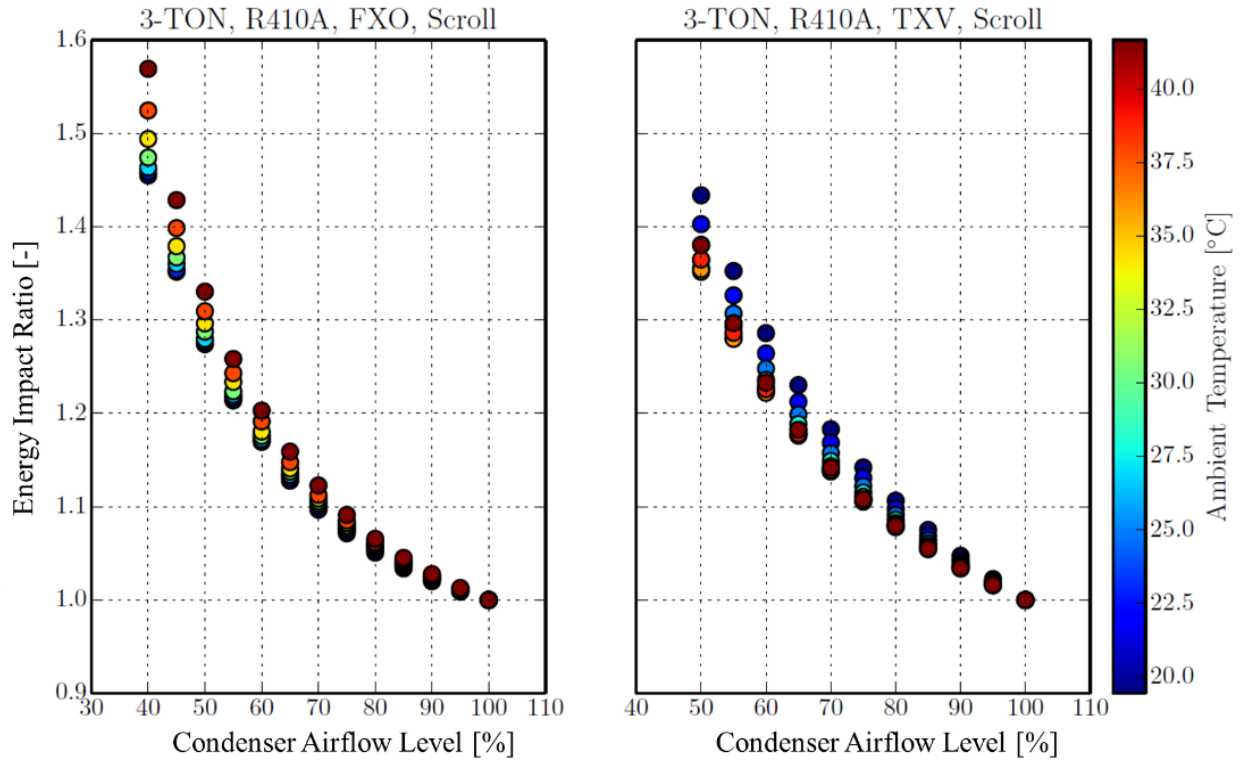 3-TON, R410A, FXO, Scroll
3-TON, R410A, TXV, Scroll
Energy Impact Ratio [-]
1.6
1.5
1.4
1.3
1.2
1.1
1.0
0.9
30 40 50 60 70 80 90 100 110
Condenser Airflow Level [%]
40 50 60 70 80 90 100 110
Condenser Airflow Level [%]
40.0
37.5
35.0
32.5
30.0
27.5
25.0
22.5
20.0
Ambient Temperature [°C]